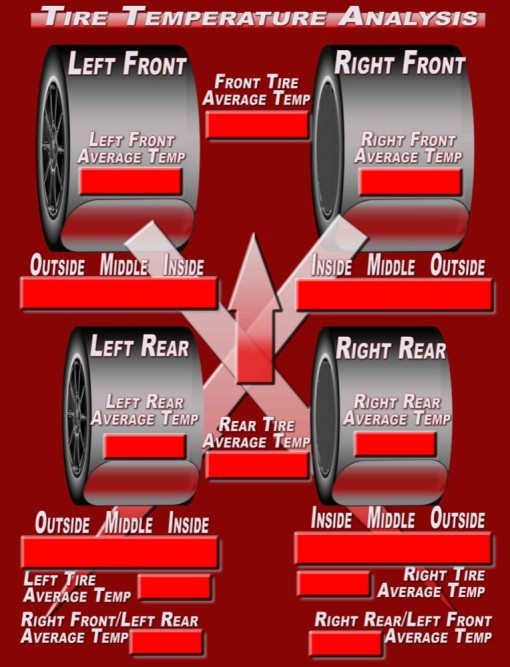 TIRE TEMPERATURE ANALYSIS
LEFT FRONT
RIGHT FRONT
FRONT TIRE
AVERAGE TEMP
LEFT FRONT
AVERAGE TEMP
RIGHT FRONT
AVERAGE TEMP
OUTSIDE MIDDLE INSIDE
INSIDE MIDDLE OUTSIDE
LEFT REAR
RIGHT REAR
LEFT REAR
AVERAGE TEMP
RIGHT REAR
AVERAGE TEMP
REAR TIRE
AVERAGE TEMP
OUTSIDE MIDDLE INSIDE
INSIDE MIDDLE OUTSIDE
LEFT TIRE
AVERAGE TEMP
RIGHT TIRE
AVERAGE TEMP
RIGHT FRONT/LEFT REAR
AVERAGE TEMP
RIGHT REAR/LEFT FRONT
AVERAGE TEMP